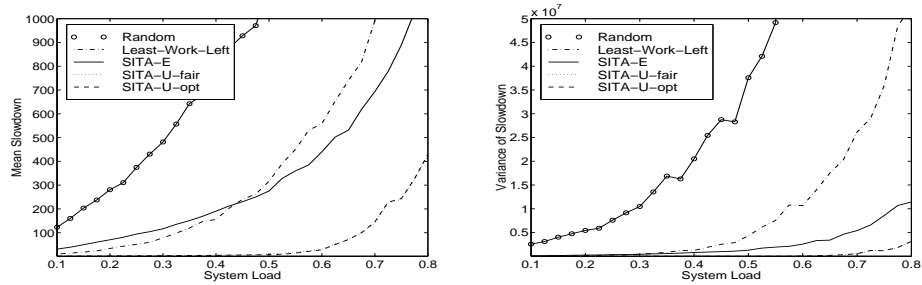 1000
900
800
700
600
500
400
300
200
100
Mean Slowdown
Random
Least-Work-Left
SITA-E
SITA-U-fair
SITA-U-opt
0.1 0.2 0.3 0.4 0.5 0.6 0.7 0.8
System Load
x 10^7
5
4.5
4
3.5
3
2.5
2
1.5
1
0.5
Variance of Slowdown
Random
Least-Work-Left
SITA-E
SITA-U-fair
SITA-U-opt
0.1 0.2 0.3 0.4 0.5 0.6 0.7 0.8
System Load